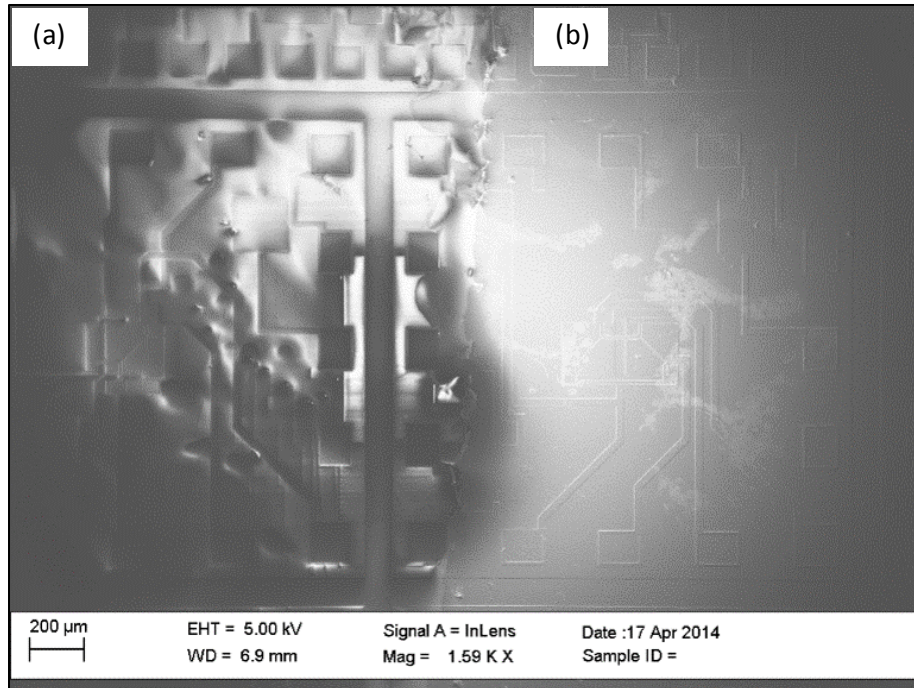 (a)
(b)
200 µm
EHT = 5.00 kV
Signal A = InLens
Date :17 Apr 2014
WD = 6.9 mm
Mag = 1.59 K X
Sample ID =